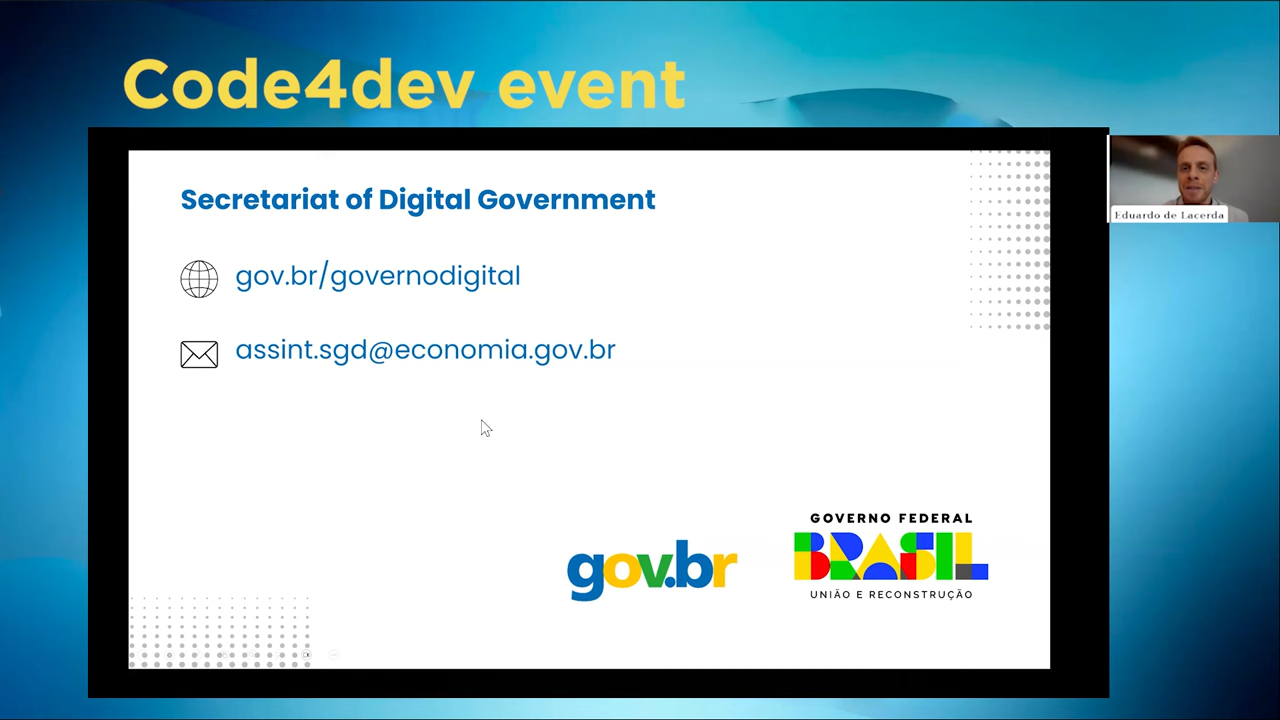 Code4dev event
Secretariat of Digital Government
gov.br/governodigital
assint.sgd@economia.gov.br
Eduardo de Lacerda
gov.br
GOVERNO FEDERAL
BRASIL
UNIÃO E RECONSTRUÇÃO